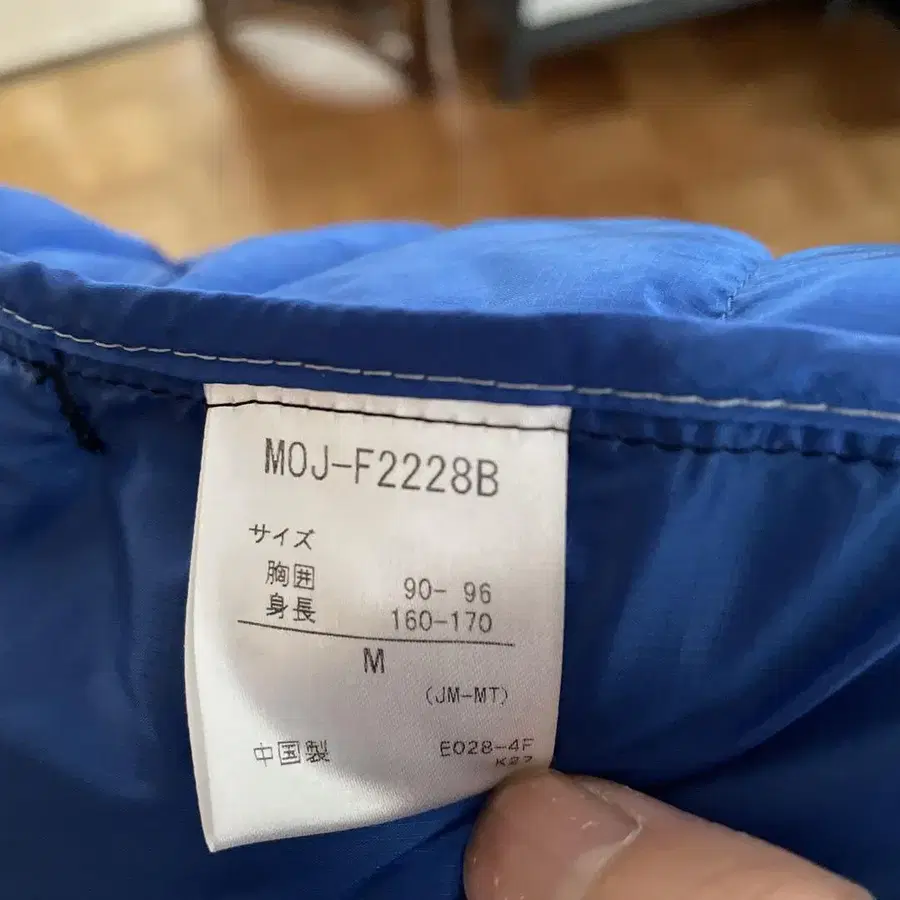 MOJ-F2228B
サイズ
胸囲 90- 96
身長 160-170
M
(JM-MT)
中国製 E028-4F
K27